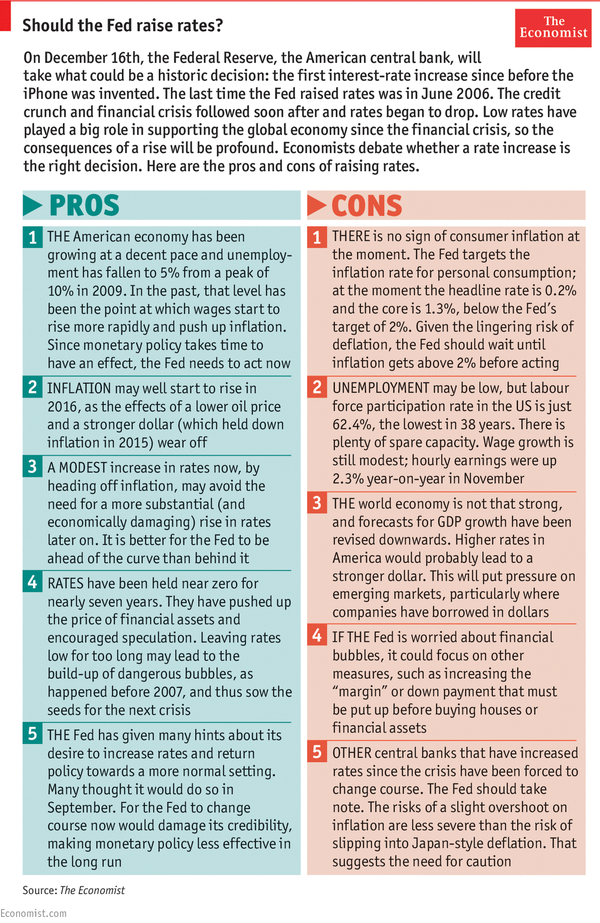 Should the Fed raise rates?
The
Economist
On December 16th, the Federal Reserve, the American central bank, will
take what could be a historic decision: the first interest-rate increase since before the
iPhone was invented. The last time the Fed raised rates was in June 2006. The credit
crunch and financial crisis followed soon after and rates began to drop. Low rates have
played a big role in supporting the global economy since the financial crisis, so the
consequences of a rise will be profound. Economists debate whether a rate increase is
the right decision. Here are the pros and cons of raising rates.
PROS
1 THE American economy has been
growing at a decent pace and unemploy-
ment has fallen to 5% from a peak of
10% in 2009. In the past, that level has
been the point at which wages start to
rise more rapidly and push up inflation.
Since monetary policy takes time to
have an effect, the Fed needs to act now
2 INFLATION may well start to rise in
2016, as the effects of a lower oil price
and a stronger dollar (which held down
inflation in 2015) wear off
3 A MODEST increase in rates now, by
heading off inflation, may avoid the
need for a more substantial (and
economically damaging) rise in rates
later on. It is better for the Fed to be
ahead of the curve than behind it
4 RATES have been held near zero for
nearly seven years. They have pushed up
the price of financial assets and
encouraged speculation. Leaving rates
low for too long may lead to the
build-up of dangerous bubbles, as
happened before 2007, and thus sow the
seeds for the next crisis
5 THE Fed has given many hints about its
desire to increase rates and return
policy towards a more normal setting.
Many thought it would do so in
September. For the Fed to change
course now would damage its credibility,
making monetary policy less effective in
the long run
CONS
1 THERE is no sign of consumer inflation at
the moment. The Fed targets the
inflation rate for personal consumption;
at the moment the headline rate is 0.2%
and the core is 1.3%, below the Fed's
target of 2%. Given the lingering risk of
deflation, the Fed should wait until
inflation gets above 2% before acting
2 UNEMPLOYMENT may be low, but labour
force participation rate in the US is just
62.4%, the lowest in 38 years. There is
plenty of spare capacity. Wage growth is
still modest; hourly earnings were up
2.3% year-on-year in November
3 THE world economy is not that strong,
and forecasts for GDP growth have been
revised downwards. Higher rates in
America would probably lead to a
stronger dollar. This will put pressure on
emerging markets, particularly where
companies have borrowed in dollars
4 IF THE Fed is worried about financial
bubbles, it could focus on other
measures, such as increasing the
“margin” or down payment that must
be put up before buying houses or
financial assets
5 OTHER central banks that have increased
rates since the crisis have been forced to
change course. The Fed should take
note. The risks of a slight overshoot on
inflation are less severe than the risk of
slipping into Japan-style deflation. That
suggests the need for caution
Source: The Economist
Economist.com